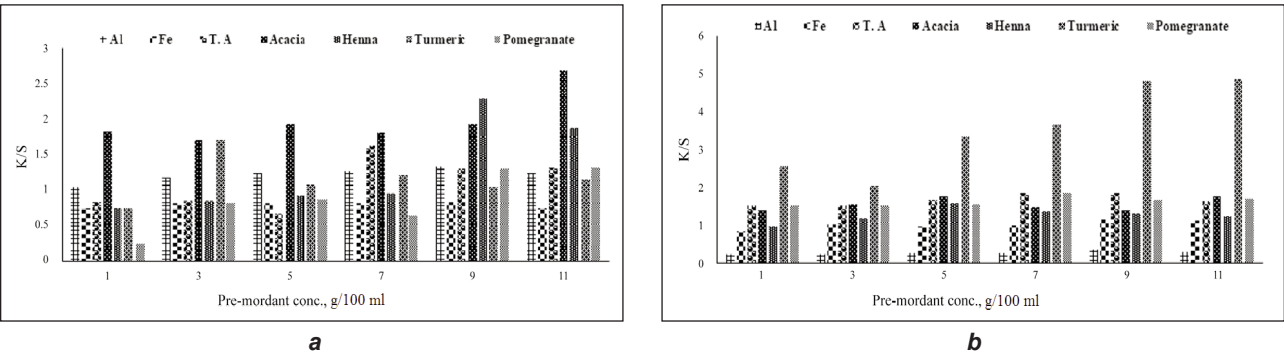 Al Fe T. A Acacia Henna Turmeric Pomegranate
3
2.5
2
1.5
1
0.5
0
K/S
1 3 5 7 9 11
Pre-mordant conc., g/100 ml
a
Al Fe T. A Acacia Henna Turmeric Pomegranate
6
5
4
3
2
1
0
K/S
1 3 5 7 9 11
Pre-mordant conc., g/100 ml
b